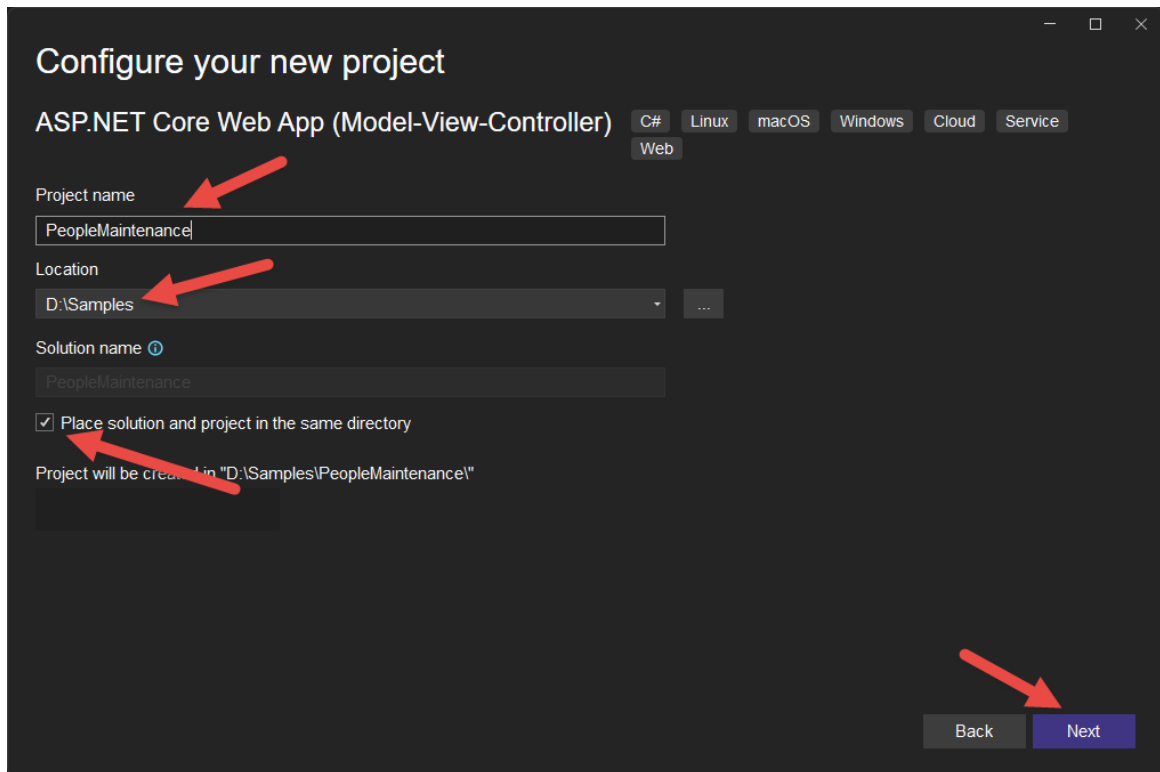 Configure your new project
ASP.NET Core Web App (Model-View-Controller) C# Linux macOS Windows Cloud Service
Web
Project name
PeopleMaintenance
Location
D:\Samples
...
Solution name
PeopleMaintenance
Place solution and project in the same directory
Project will be created in "D:\Samples\PeopleMaintenance\"
Back Next